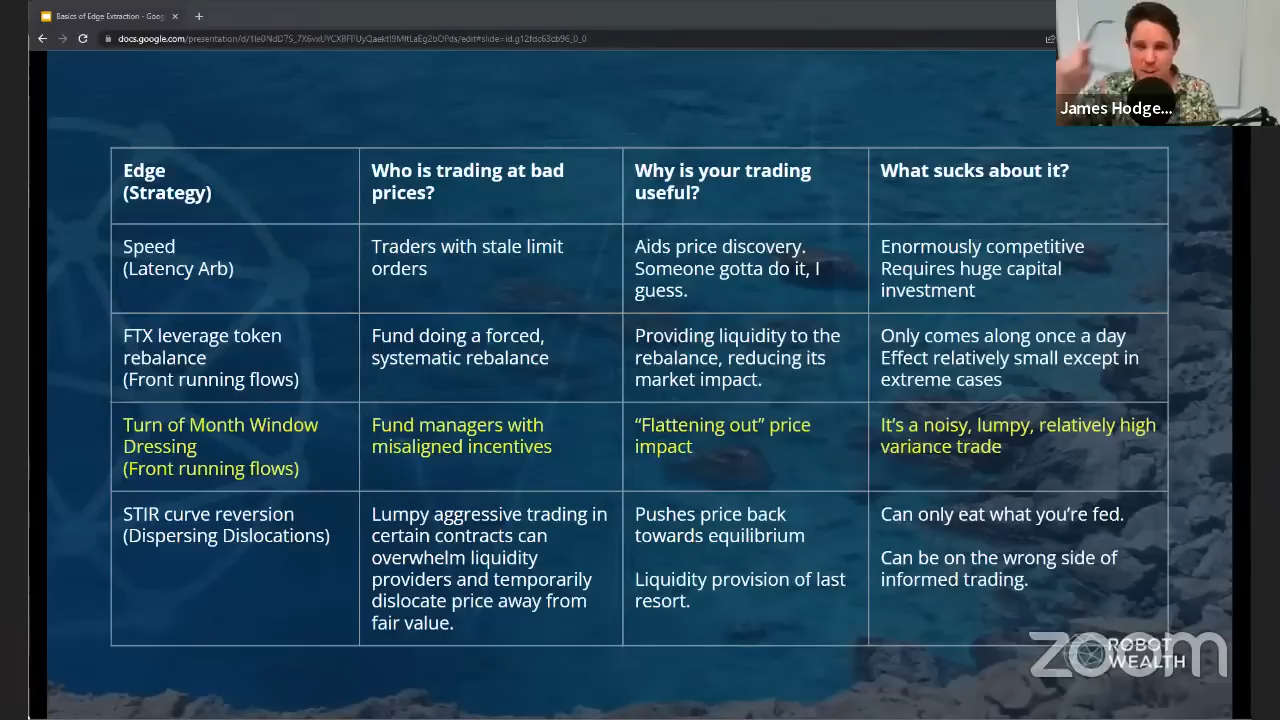 Basics of Edge Extraction - Goog
docs.google.com/presentation/d/
James Hodge...
Edge
(Strategy)
Who is trading at bad
prices?
Why is your trading
useful?
What sucks about it?
Speed
(Latency Arb)
Traders with stale limit
orders
Aids price discovery.
Someone gotta do it, I
guess.
Enormously competitive
Requires huge capital
investment
FTX leverage token
rebalance
(Front running flows)
Fund doing a forced,
systematic rebalance
Providing liquidity to the
rebalance, reducing its
market impact.
Only comes along once a day
Effect relatively small except in
extreme cases
Turn of Month Window
Dressing
(Front running flows)
Fund managers with
misaligned incentives
“Flattening out” price
impact
It’s a noisy, lumpy, relatively high
variance trade
STIR curve reversion
(Dispersing Dislocations)
Lumpy aggressive trading in
certain contracts can
overwhelm liquidity
providers and temporarily
dislocate price away from
fair value.
Pushes price back
towards equilibrium
Liquidity provision of last
resort.
Can only eat what you’re fed.
Can be on the wrong side of
informed trading.
zoom
ROBOT
WEALTH